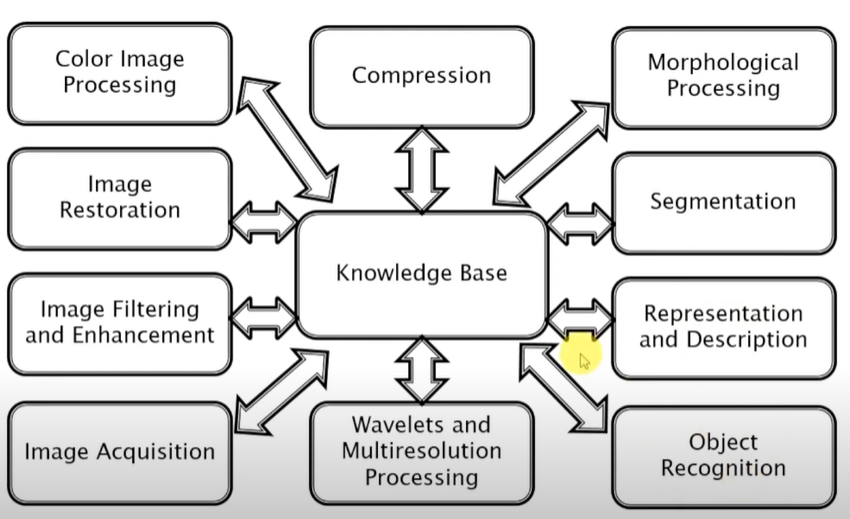 Color Image
Processing
Compression
Morphological
Processing
Image
Restoration
Segmentation
Knowledge Base
Image Filtering
and Enhancement
Representation
and Description
Image Acquisition
Wavelets and
Multiresolution
Processing
Object
Recognition